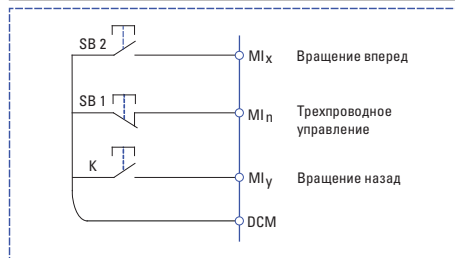 SB 2 MIx Вращение вперед
SB 1 MIn Трехпроводное
управление
K MIy Вращение назад
DCM